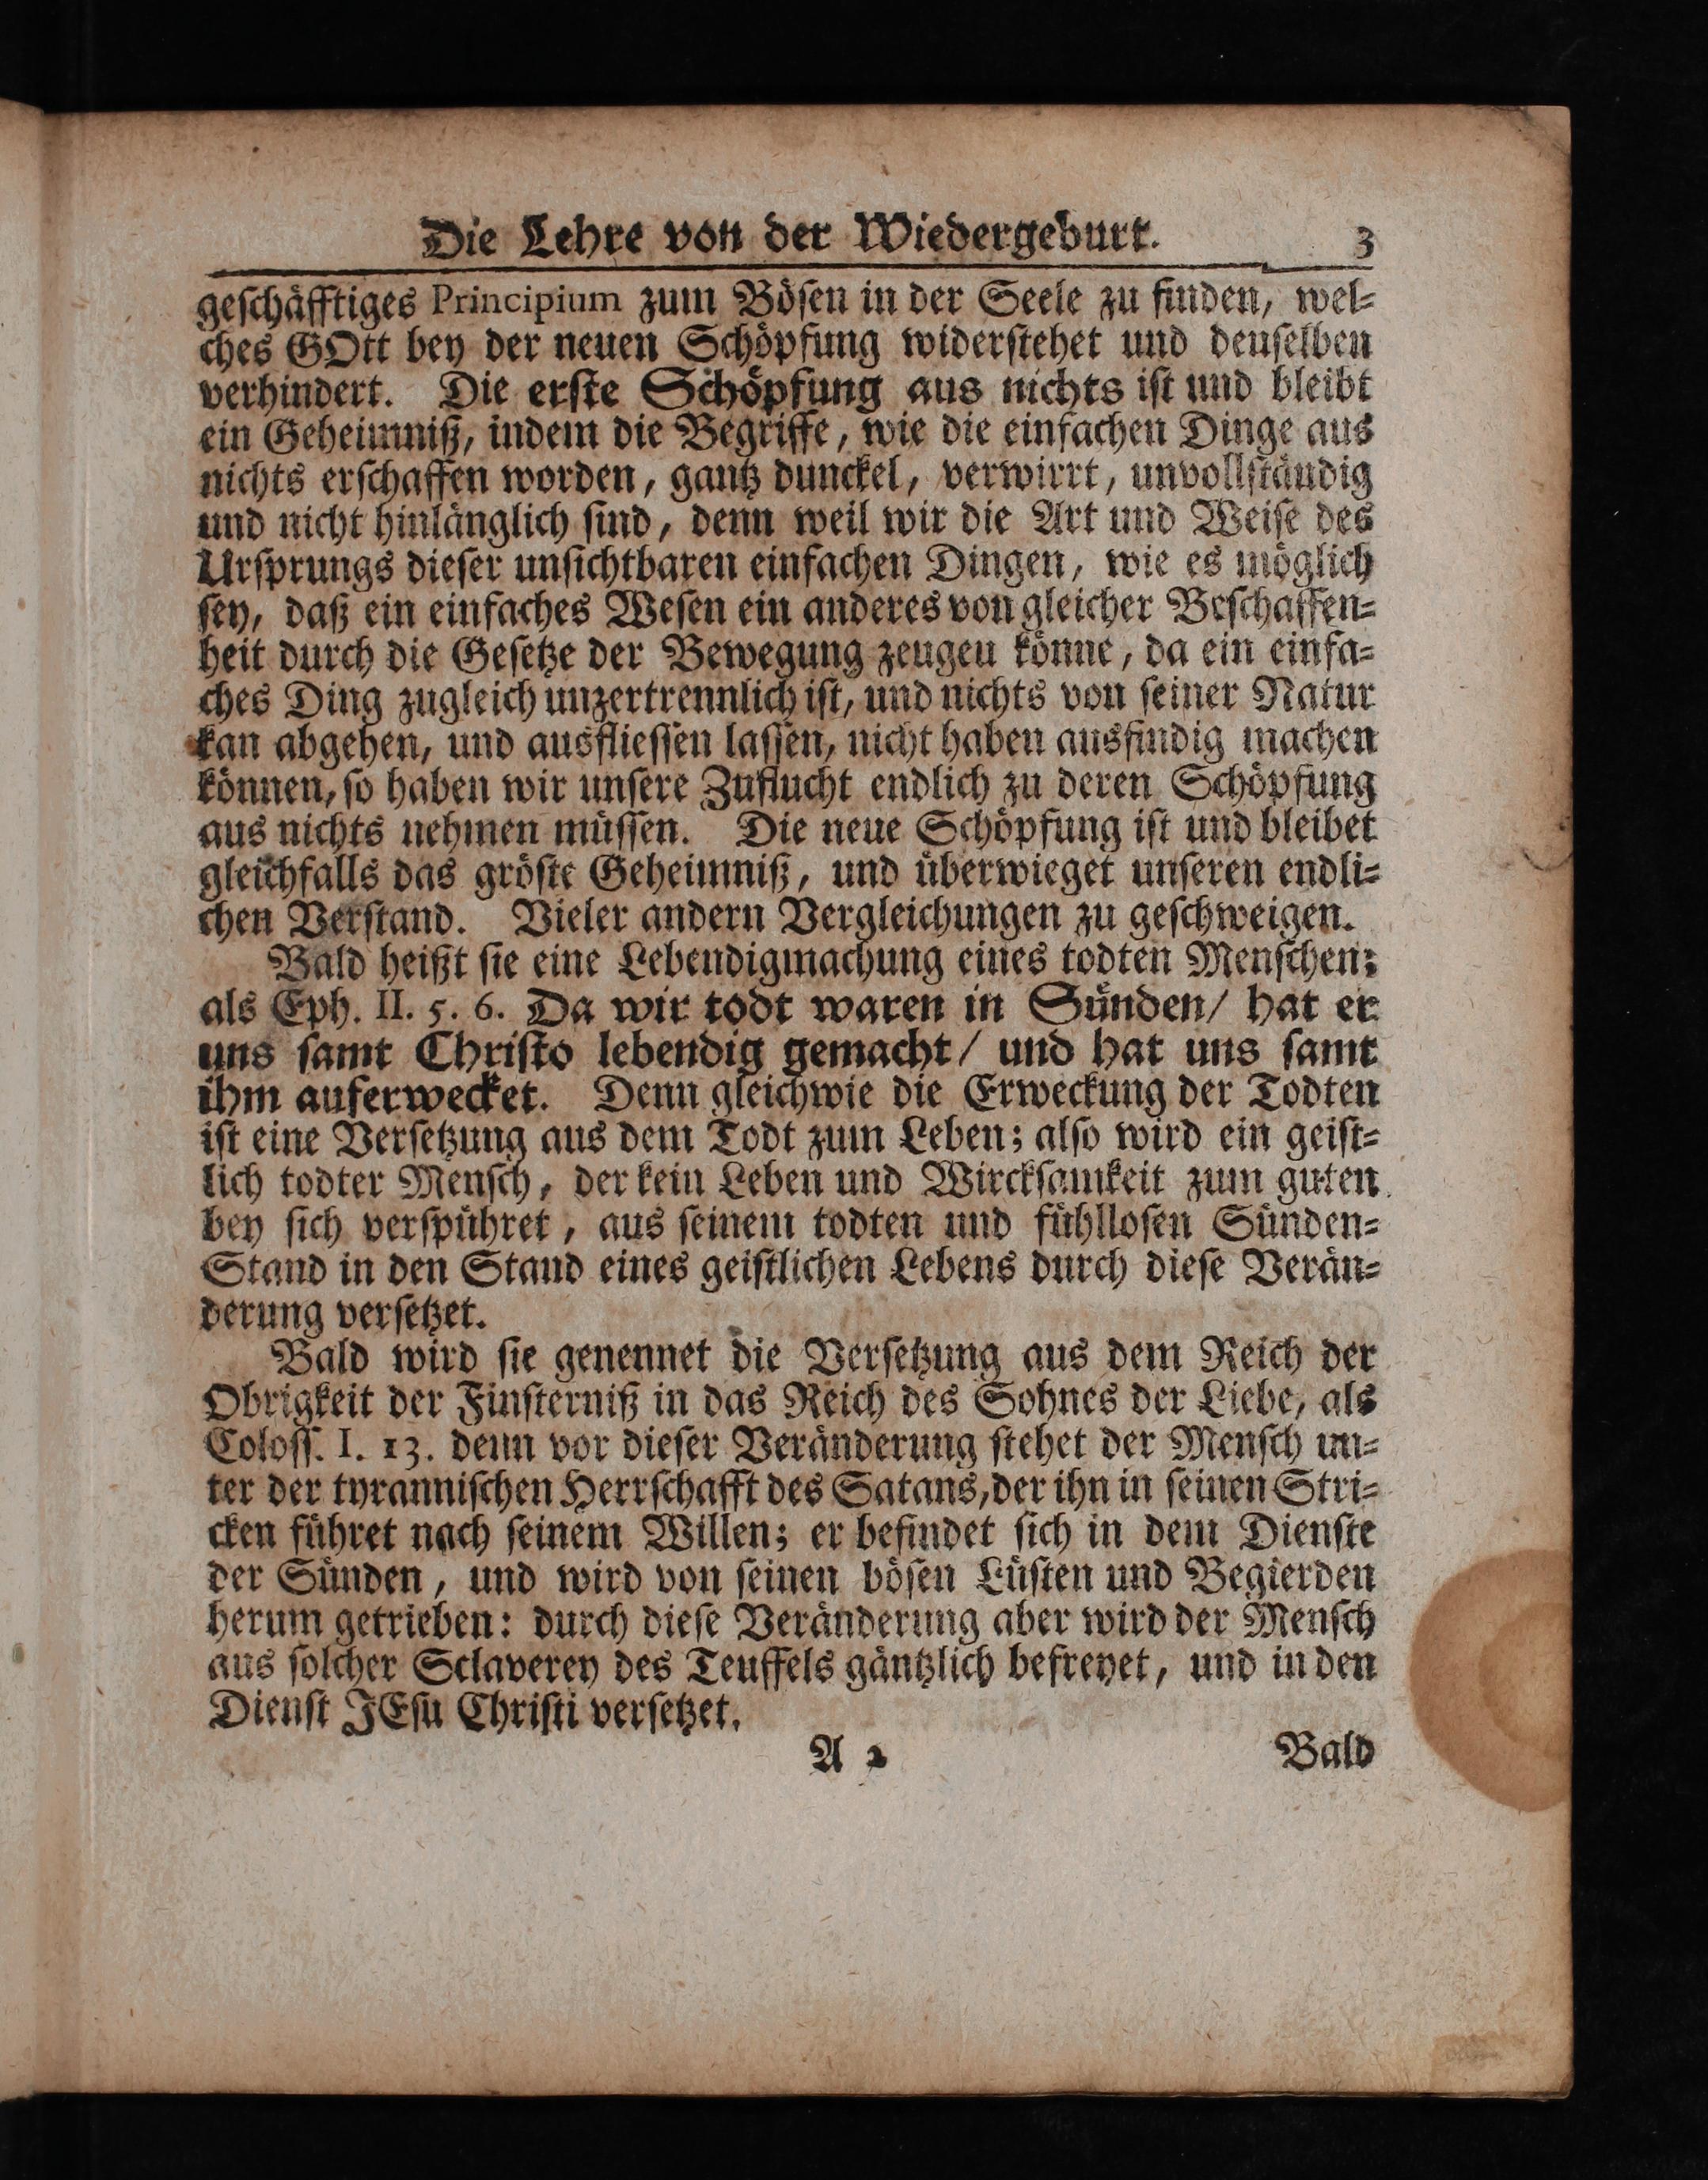 Die Lehre von der Wiedergeburt. 3
geſchäfftiges Principium zum Böſen in der Seele zu finden, wel⸗
ches GOtt bey der neuen Schöpfung widerſtehet und denſelben
verhindert. Die erſte Schöpfung aus nichts iſt und bleibt
ein Geheimniß, indem die Begriffe, wie die einfachen Dinge aus
nichts erſchaffen worden, gantz dunckel, verwirrt, unvollſtändig
und nicht hinlänglich ſind, denn weil wir die Art und Weiſe des
Urſprungs dieſer unſichtbaren einfachen Dingen, wie es möglich
ſey, daß ein einfaches Weſen ein anderes von gleicher Beſchaffen⸗
heit durch die Geſetze der Bewegung zeugen könne, da ein einfa⸗
ches Ding zugleich unzertrennlich iſt, und nichts von ſeiner Natur
kan abgehen, und ausflieſſen laſſen, nicht haben ausfindig machen
können, ſo haben wir unſere Zuflucht endlich zu deren Schöpfung
aus nichts nehmen müſſen. Die neue Schöpfung iſt und bleibet
gleichfalls das gröſte Geheimniß, und überwieget unſeren endli⸗
chen Verſtand. Vieler andern Vergleichungen zu geſchweigen.
Bald heißt ſie eine Lebendigmachung eines todten Menſchen;
als Eph. II. 5. 6. Da wir todt waren in Sünden/ hat er
uns ſamt Chriſto lebendig gemacht/ und hat uns ſamt
ihm auferwecket. Denn gleichwie die Erweckung der Todten
iſt eine Verſetzung aus dem Todt zum Leben; alſo wird ein geiſt⸗
lich todter Menſch, der kein Leben und Wirckſamkeit zum guten
bey ſich verſpühret, aus ſeinem todten und fühlloſen Sünden⸗
Stand in den Stand eines geiſtlichen Lebens durch dieſe Verän⸗
derung verſetzet.
Bald wird ſie genennet die Verſetzung aus dem Reich der
Obrigkeit der Finſterniß in das Reich des Sohnes der Liebe, als
Coloſſ. I. 13. denn vor dieſer Veränderung ſtehet der Menſch un⸗
ter der tyranniſchen Herrſchafft des Satans, der ihn in ſeinen Stri⸗
cken führet nach ſeinem Willen; er befindet ſich in dem Dienſte
der Sünden, und wird von ſeinen böſen Lüſten und Begierden
herum getrieben: durch dieſe Veränderung aber wird der Menſch
aus ſolcher Sclaverey des Teuffels gäntzlich befreyet, und in den
Dienſt JEſu Chriſti verſetzet.
A 2 Bald